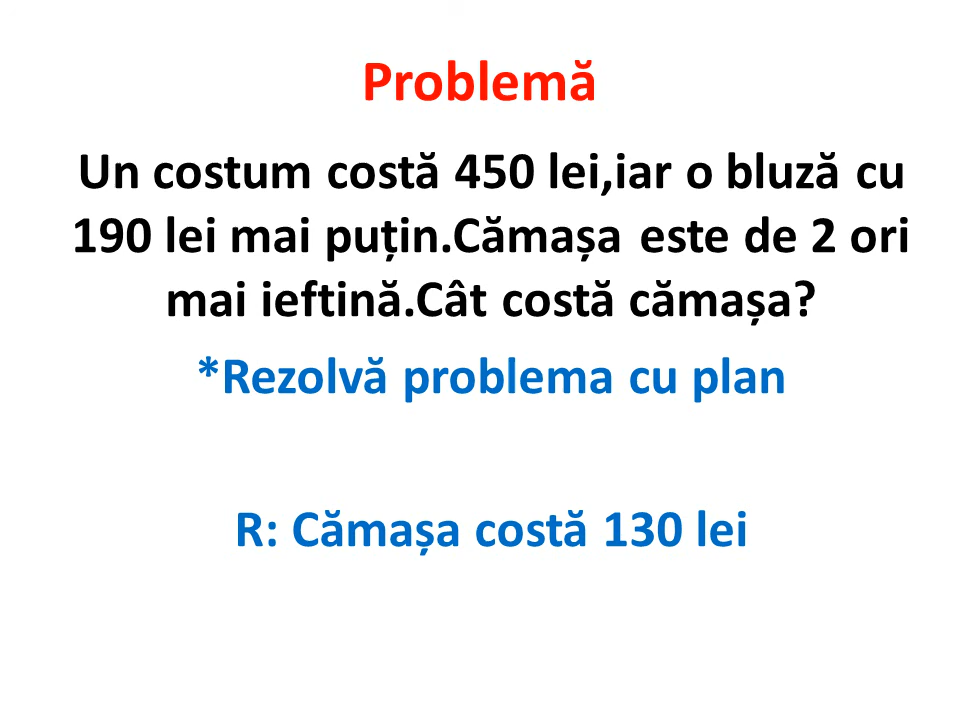 Problemă
Un costum costă 450 lei,iar o bluză cu
190 lei mai puțin.Cămașa este de 2 ori
mai ieftină.Cât costă cămașa?
*Rezolvă problema cu plan
R: Cămașa costă 130 lei